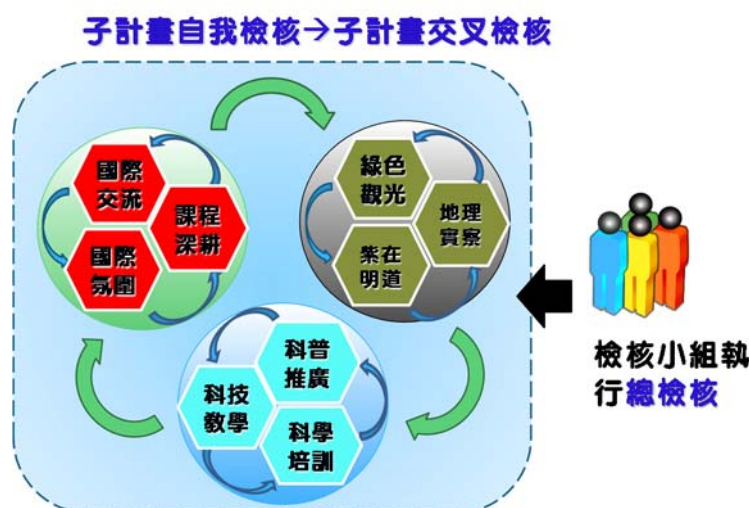 子計畫自我檢核→子計畫交叉檢核
國際
交流
課程
深耕
國際
氛圍
綠色
觀光
地理
實察
紫在
明道
科普
推廣
科技
教學
科學
培訓
檢核小組執
行總檢核